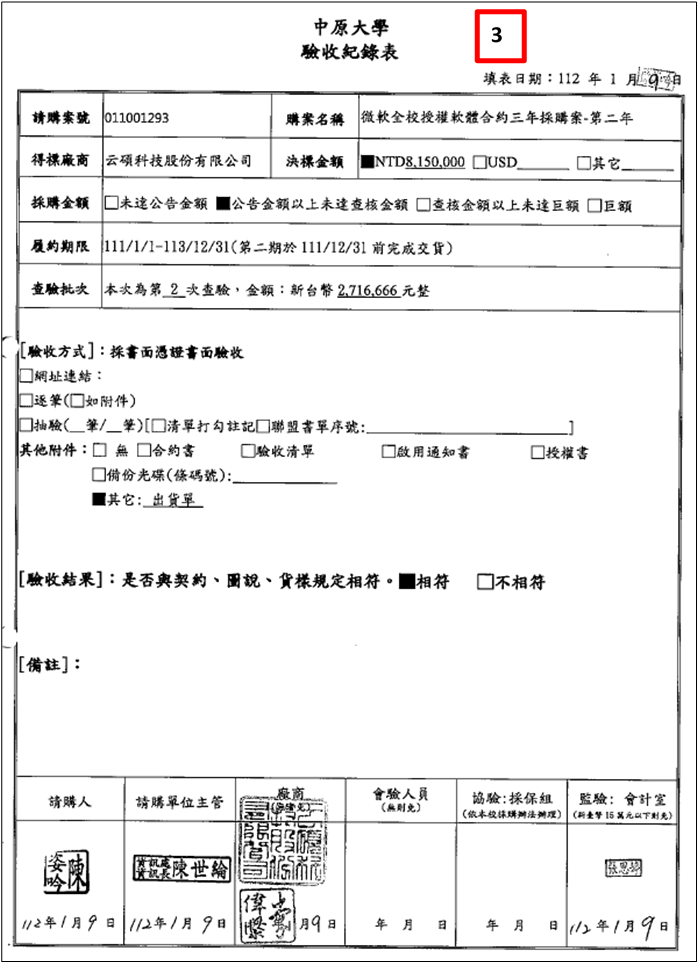 中原大學
3
驗收紀錄表
填表日期：112 年 1 月 9 日
請購案號 011001293 購案名稱 微軟全校授權軟體合約三年採購案-第二年
得標廠商 云碩科技股份有限公司 決標金額 ■NTD8,150,000 □USD______ □其它______
採購金額 □未達公告金額 ■公告金額以上未達查核金額 □查核金額以上未達巨額 □巨額
履約期限 111/1/1-113/12/31(第二期於 111/12/31 前完成交貨)
查驗批次 本次為第 2 次查驗，金額：新台幣 2,716,666 元整
[驗收方式]：採書面憑證書面驗收
□網址連結：
□逐筆(□如附件)
□抽驗(__筆/__筆)[□清單打勾註記□聯盟書單序號:____________________]
其他附件：□ 無 □合約書 □驗收清單 □啟用通知書 □授權書
□備份光碟(條碼號):__________
■其它: 出貨單
[驗收結果]：是否與契約、圖說、貨樣規定相符。■相符 □不相符
[備註]：
請購人 請購單位主管 廠商 會驗人員 協驗:採保組 監驗: 會計室
(無則免) (依本校採購辦法辦理) (新臺幣 15 萬元以下則免)
陳姿吟 資訊處資訊長 陳世綸
112年1月9日 112年1月9日 月9日 年 月 日 年 月 日 112年1月9日